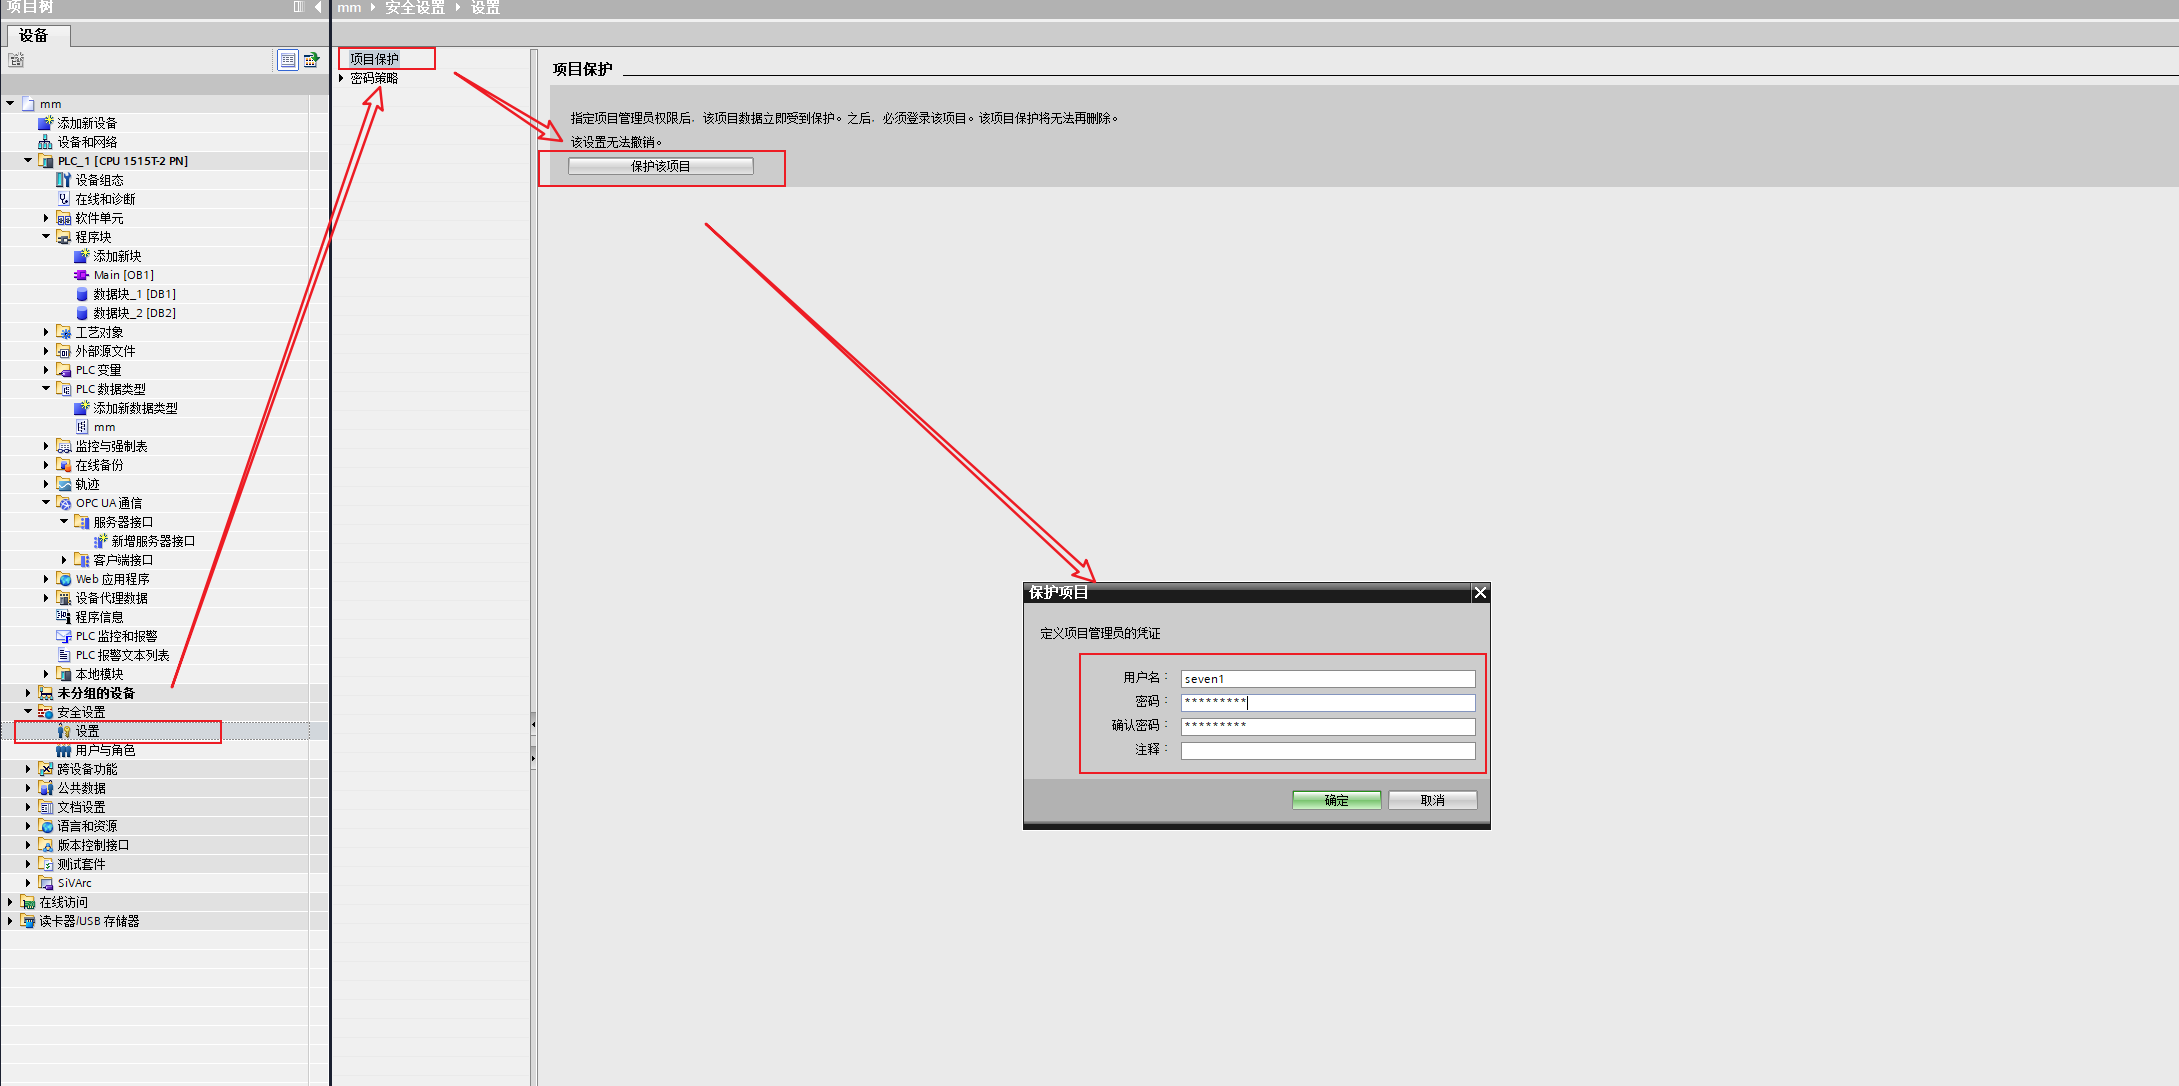 项目树
设备
mm
添加新设备
设备和网络
PLC_1 [CPU 1515T-2 PN]
设备组态
在线和诊断
软件单元
程序块
添加新块
Main [OB1]
数据块_1 [DB1]
数据块_2 [DB2]
工艺对象
外部源文件
PLC 变量
PLC 数据类型
添加新数据类型
mm
监控与强制表
在线备份
轨迹
OPC UA 通信
服务器接口
新增服务器接口
客户端接口
Web 应用程序
设备代理数据
程序信息
PLC 监控和报警
PLC 报警文本列表
本地模块
未分组的设备
安全设置
设置
用户与角色
跨设备功能
公共数据
文档设置
语言和资源
版本控制接口
测试套件
SiVArc
在线访问
读卡器/USB 存储器
mm 安全设置 设置
项目保护
密码策略
项目保护
指定项目管理员权限后，该项目数据立即受到保护。之后，必须登录该项目。该项目保护将无法再删除。
该设置无法撤销。
保护该项目
保护项目
定义项目管理员的凭证
用户名： seven1
密码： *********
确认密码： *********
注释：
确定 取消